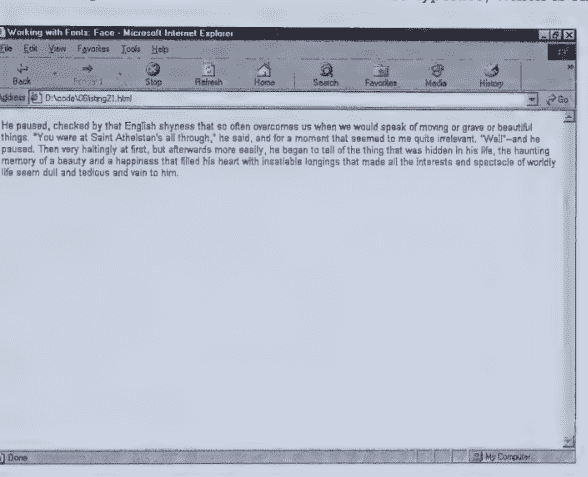 Working with Fonts: Face - Microsoft Internet Explorer
File Edit View Favorites Tools Help
Back Forward Stop Refresh Home Search Favorites Media History
Address D:\code\05listing21.html Go
He paused, checked by that English shyness that so often overcomes us when we would speak of moving or grave or beautiful
things. "You were at Saint Athelstan's all through," he said, and for a moment that seemed to me quite irrelevant. "Well"--and he
paused. Then very haltingly at first, but afterwards more easily, he began to tell of the thing that was hidden in his life, the haunting
memory of a beauty and a happiness that filled his heart with insatiable longings that made all the interests and spectacle of worldly
life seem dull and tedious and vain to him.
Done My Computer